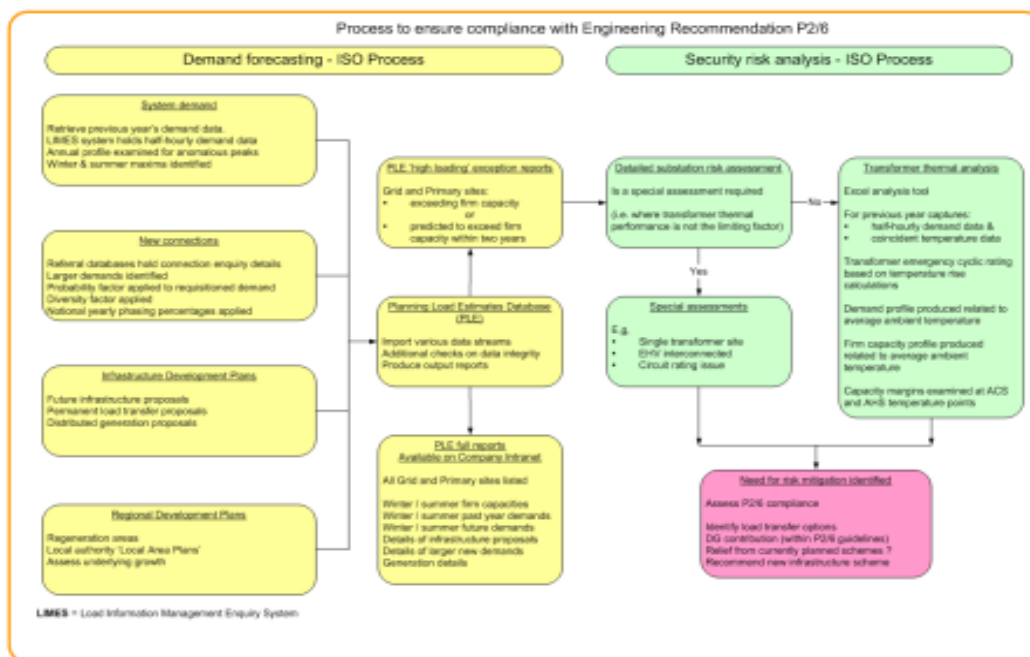 Process to ensure compliance with Engineering Recommendation P2/6
Demand forecasting - ISO Process
Security risk analysis - ISO Process
System demand
Retrieve previous year's demand data.
LIMES system holds half-hourly demand data
Annual profile examined for anomalous peaks
Winter & summer maxima identified
New connections
Referral databases hold connection enquiry details
Larger demands identified
Probability factor applied to requisitioned demand
Diversity factor applied
Notional yearly phasing percentages applied
Infrastructure Development Plans
Future infrastructure proposals
Permanent load transfer proposals
Distributed generation proposals
Regional Development Plans
Regeneration areas
Local authority 'Local Area Plans'
Assess underlying growth
PLE 'high loading' exception reports
Grid and Primary sites:
• exceeding firm capacity
or
• predicted to exceed firm
capacity within two years
Planning Load Estimates Database
(PLE)
Import various data streams
Additional checks on data integrity
Produce output reports
PLE full reports
Available on Company Intranet
All Grid and Primary sites listed
Winter / summer firm capacities
Winter / summer past year demands
Winter / summer future demands
Details of infrastructure proposals
Details of larger new demands
Generation details
Detailed substation risk assessment
Is a special assessment required
(i.e. where transformer thermal
performance is not the limiting factor)
No
Yes
Special assessments
E.g.
• Single transformer site
• EHV interconnected
• Circuit rating issue
Transformer thermal analysis
Excel analysis tool
For previous year captures:
• half-hourly demand data &
• coincident temperature data
Transformer emergency cyclic rating
based on temperature rise
calculations
Demand profile produced related to
average ambient temperature
Firm capacity profile produced
related to average ambient
temperature
Capacity margins examined at ACS
and AHS temperature points
Need for risk mitigation identified
Assess P2/6 compliance
Identify load transfer options
DG contribution (within P2/6 guidelines)
Relief from currently planned schemes ?
Recommend new infrastructure scheme
LIMES = Load Information Management Enquiry System